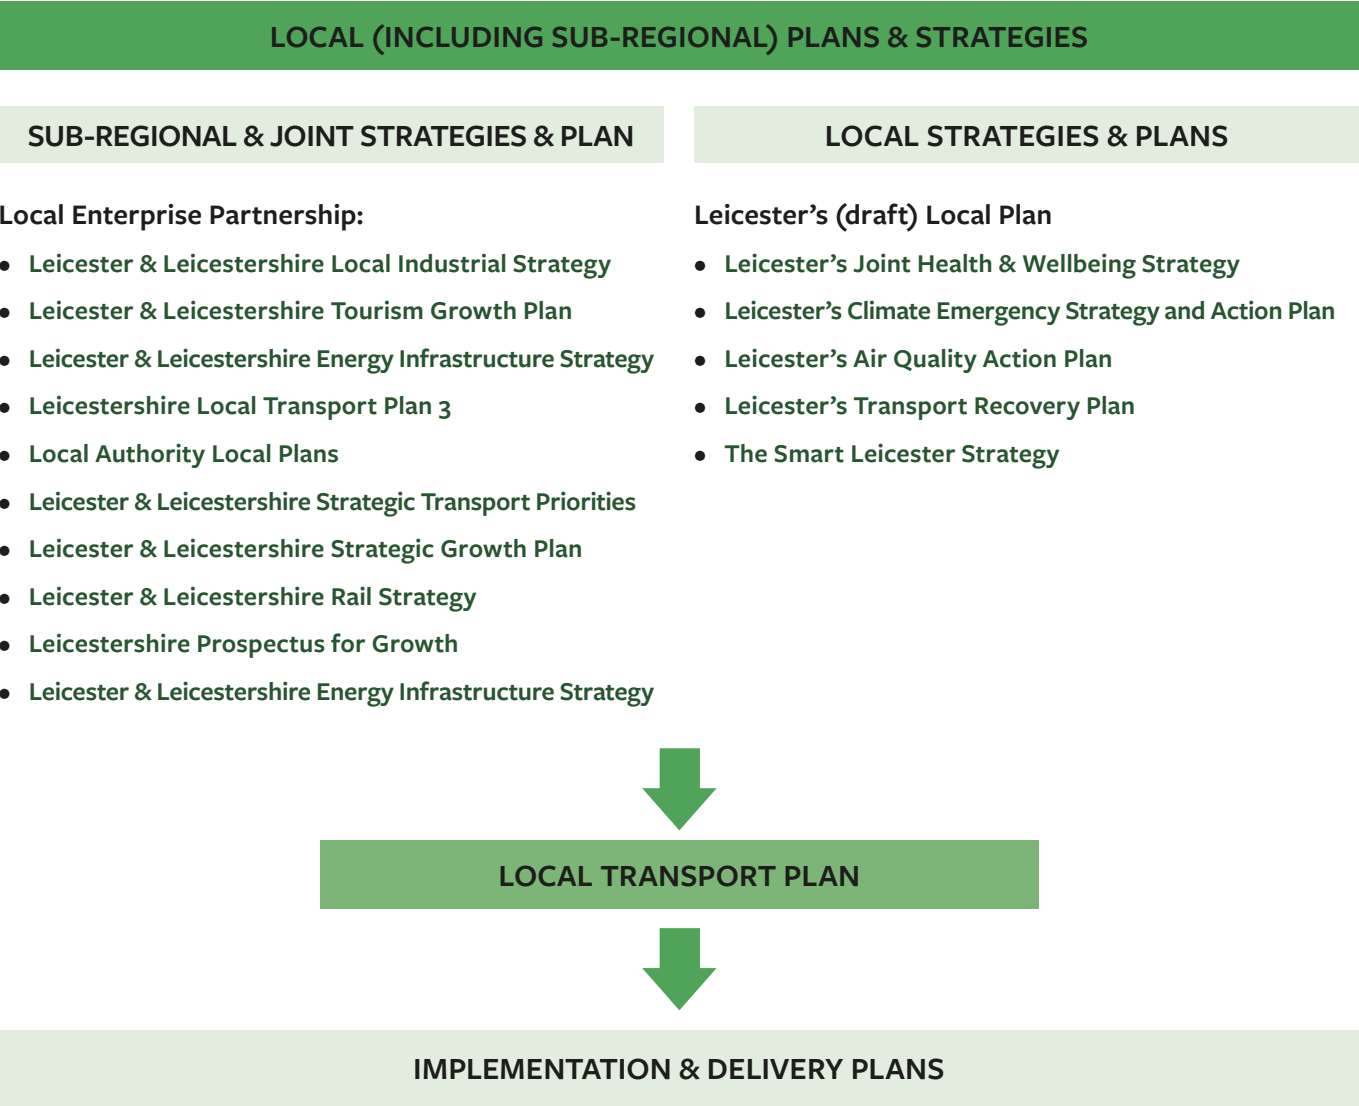 LOCAL (INCLUDING SUB-REGIONAL) PLANS & STRATEGIES
SUB-REGIONAL & JOINT STRATEGIES & PLAN
Local Enterprise Partnership:
• Leicester & Leicestershire Local Industrial Strategy
• Leicester & Leicestershire Tourism Growth Plan
• Leicester & Leicestershire Energy Infrastructure Strategy
• Leicestershire Local Transport Plan 3
• Local Authority Local Plans
• Leicester & Leicestershire Strategic Transport Priorities
• Leicester & Leicestershire Strategic Growth Plan
• Leicester & Leicestershire Rail Strategy
• Leicestershire Prospectus for Growth
• Leicester & Leicestershire Energy Infrastructure Strategy
LOCAL STRATEGIES & PLANS
Leicester’s (draft) Local Plan
• Leicester’s Joint Health & Wellbeing Strategy
• Leicester’s Climate Emergency Strategy and Action Plan
• Leicester’s Air Quality Action Plan
• Leicester’s Transport Recovery Plan
• The Smart Leicester Strategy
LOCAL TRANSPORT PLAN
IMPLEMENTATION & DELIVERY PLANS